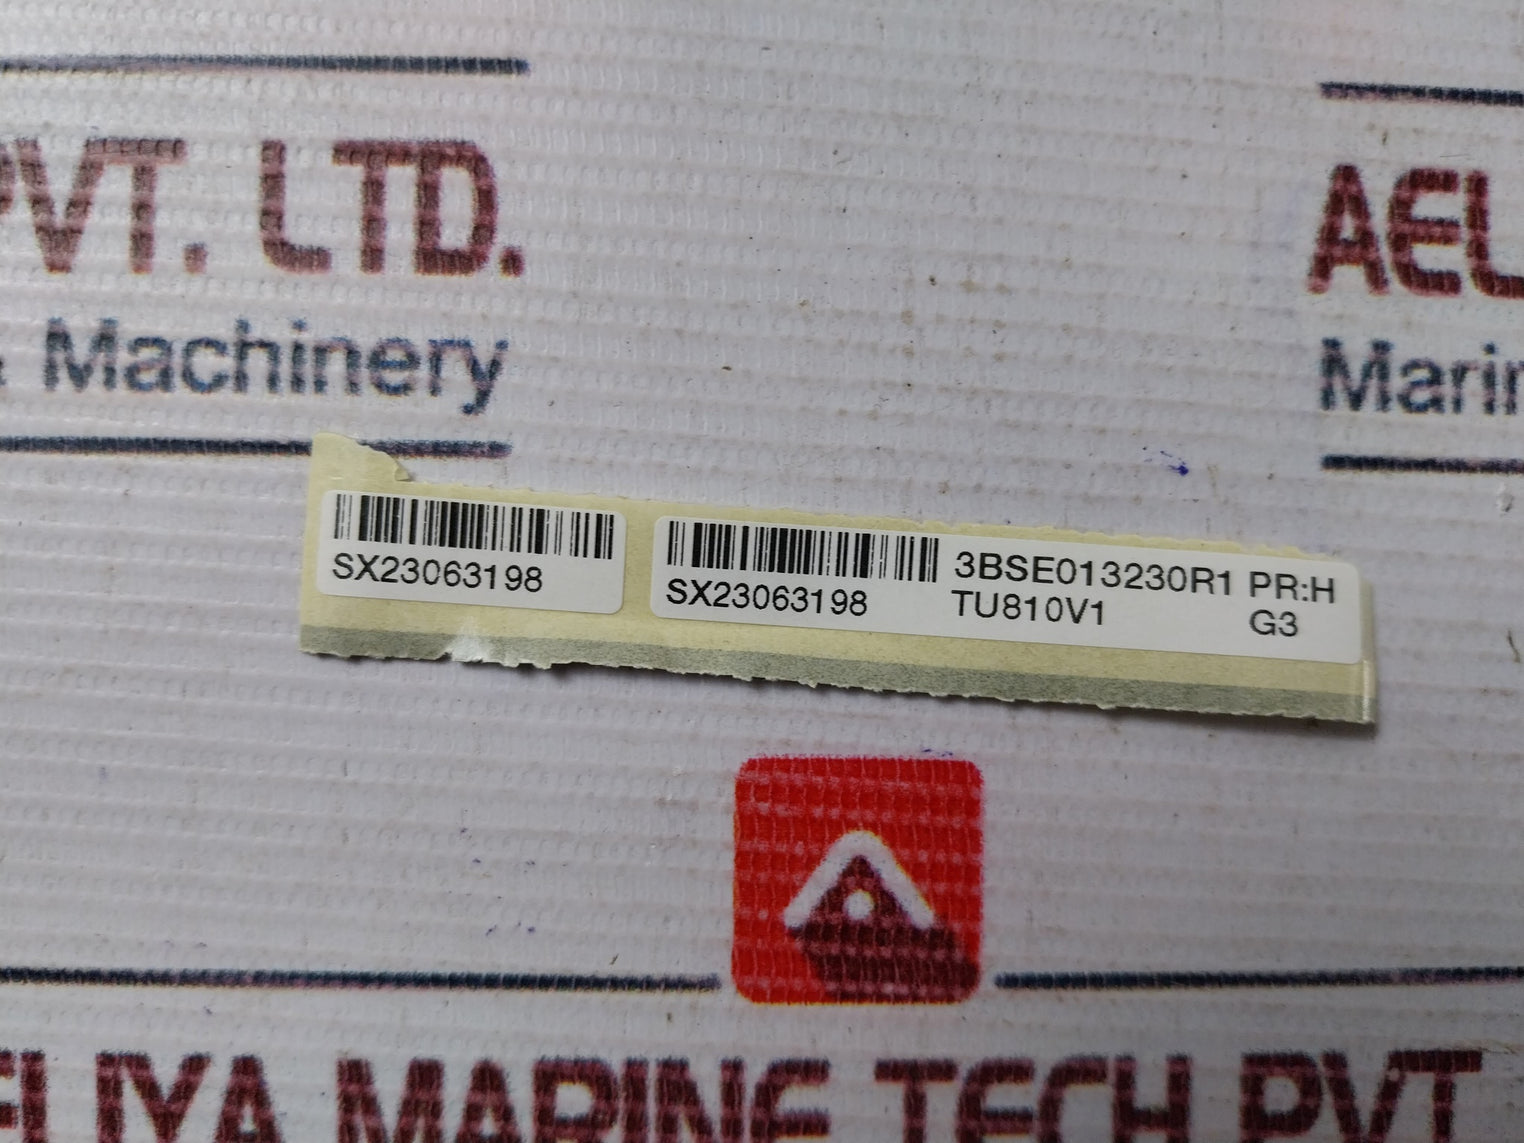 PVT. LTD.
AEL
& Machinery
Marin
SX23063198
SX23063198
3BSE013230R1 PR:H
TU810V1 G3
ELIYA MARINE TECH PVT